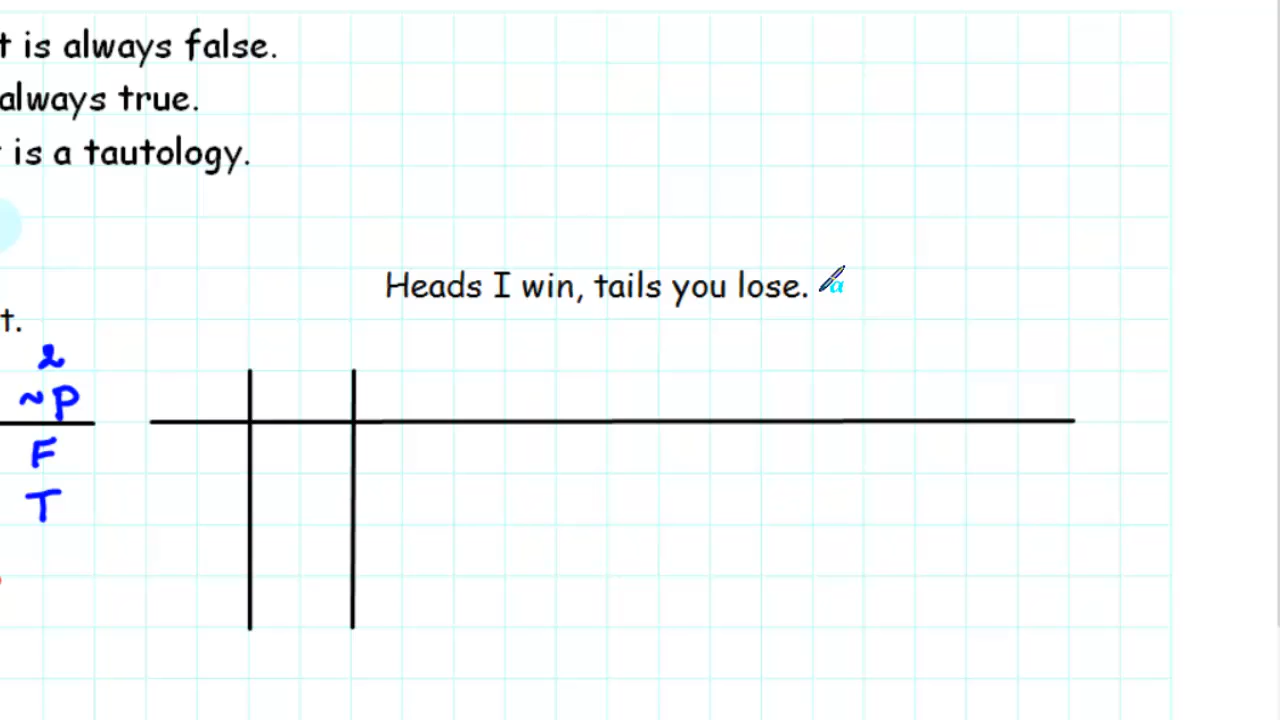 t is always false.
always true.
is a tautology.
Heads I win, tails you lose.
t.
2
~P
F
T